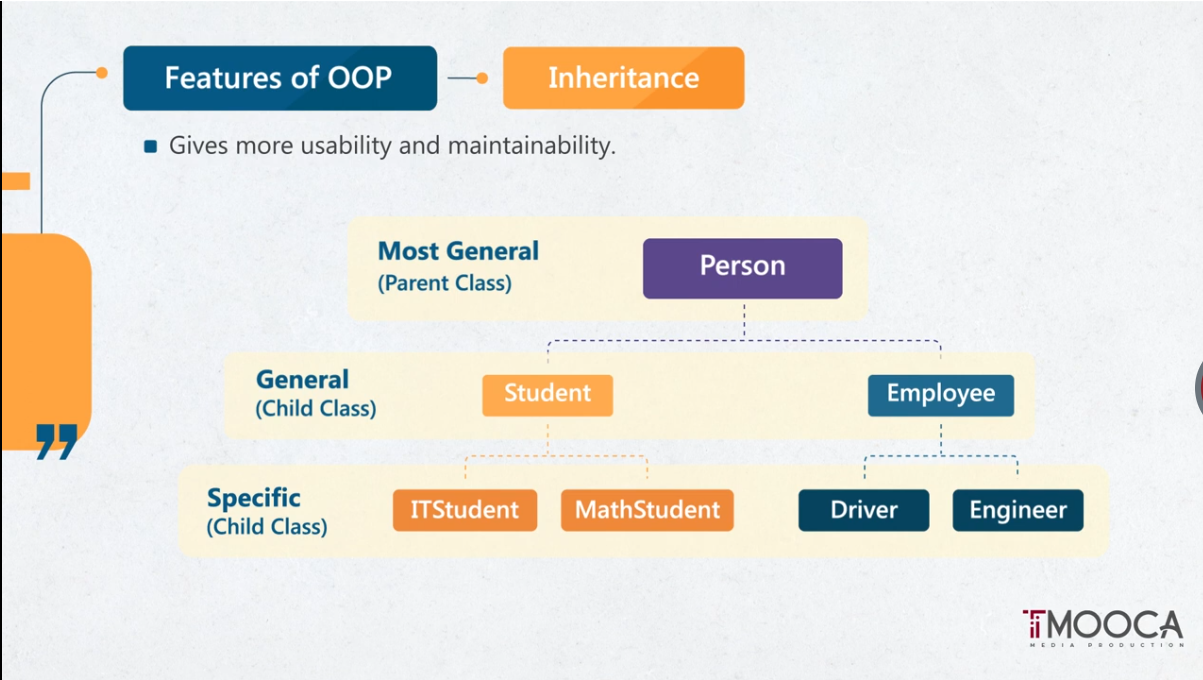 Features of OOP
Inheritance
Gives more usability and maintainability.
Most General
(Parent Class)
Person
General
(Child Class)
Student
Employee
Specific
(Child Class)
ITStudent
MathStudent
Driver
Engineer
TMOOCA
MEDIA PRODUCTION